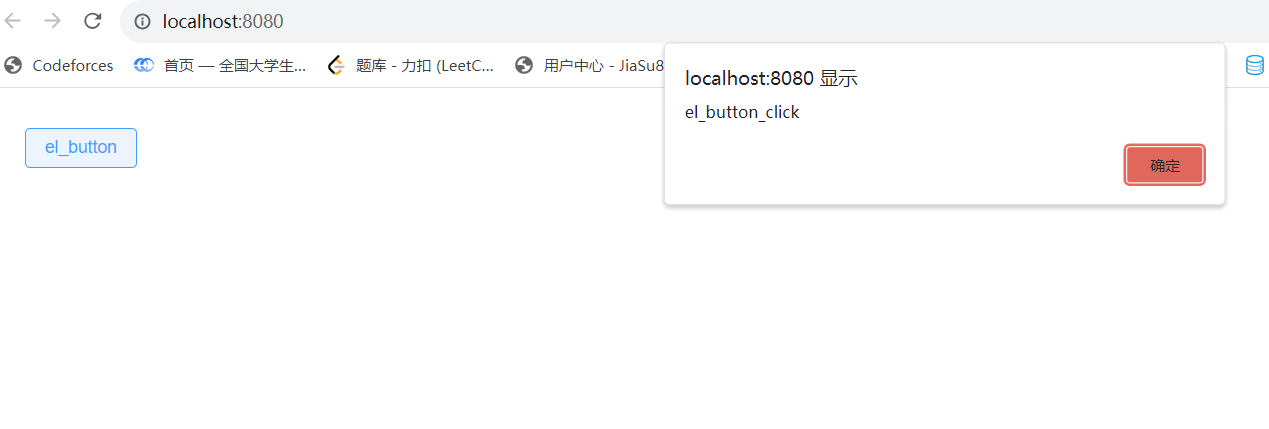 localhost:8080
Codeforces 首页 — 全国大学生... 题库 - 力扣 (LeetC... 用户中心 - JiaSu8
localhost:8080 显示
el_button_click
el_button
确定